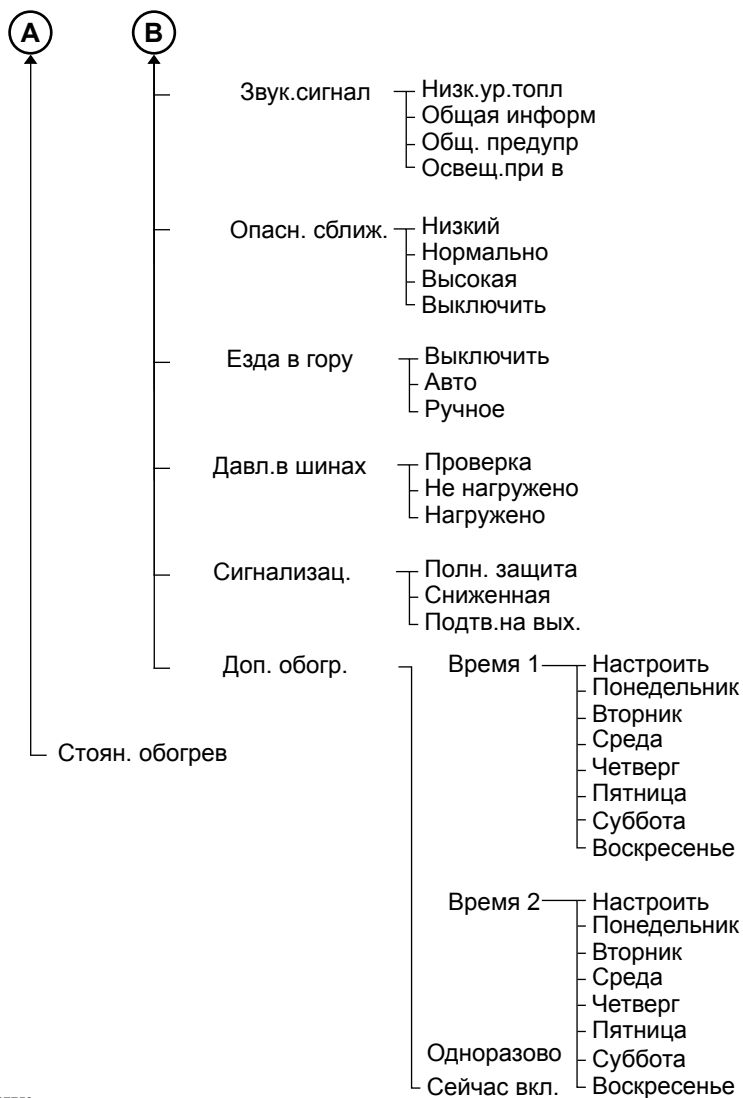 A
B
Звук.сигнал
Низк.ур.топл
Общая информ
Общ. предупр
Освещ.при в
Опасн. сближ.
Низкий
Нормально
Высокая
Выключить
Езда в гору
Выключить
Авто
Ручное
Давл.в шинах
Проверка
Не нагружено
Нагружено
Сигнализац.
Полн. защита
Сниженная
Подтв.на вых.
Доп. обогр.
Время 1
Настроить
Понедельник
Вторник
Среда
Четверг
Пятница
Суббота
Воскресенье
Время 2
Настроить
Понедельник
Вторник
Среда
Четверг
Пятница
Суббота
Воскресенье
Одноразово
Сейчас вкл.
Стоян. обогрев